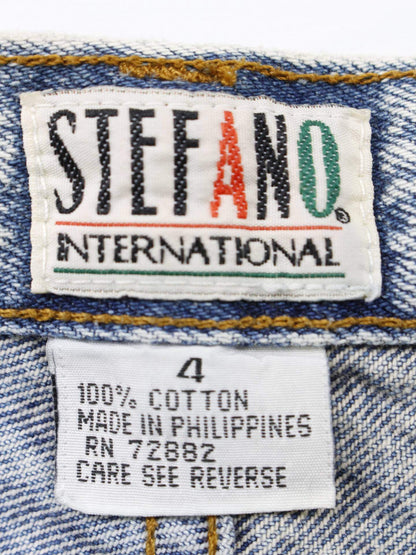 STEFANO®
INTERNATIONAL
4
100% COTTON
MADE IN PHILIPPINES
RN 72882
CARE SEE REVERSE